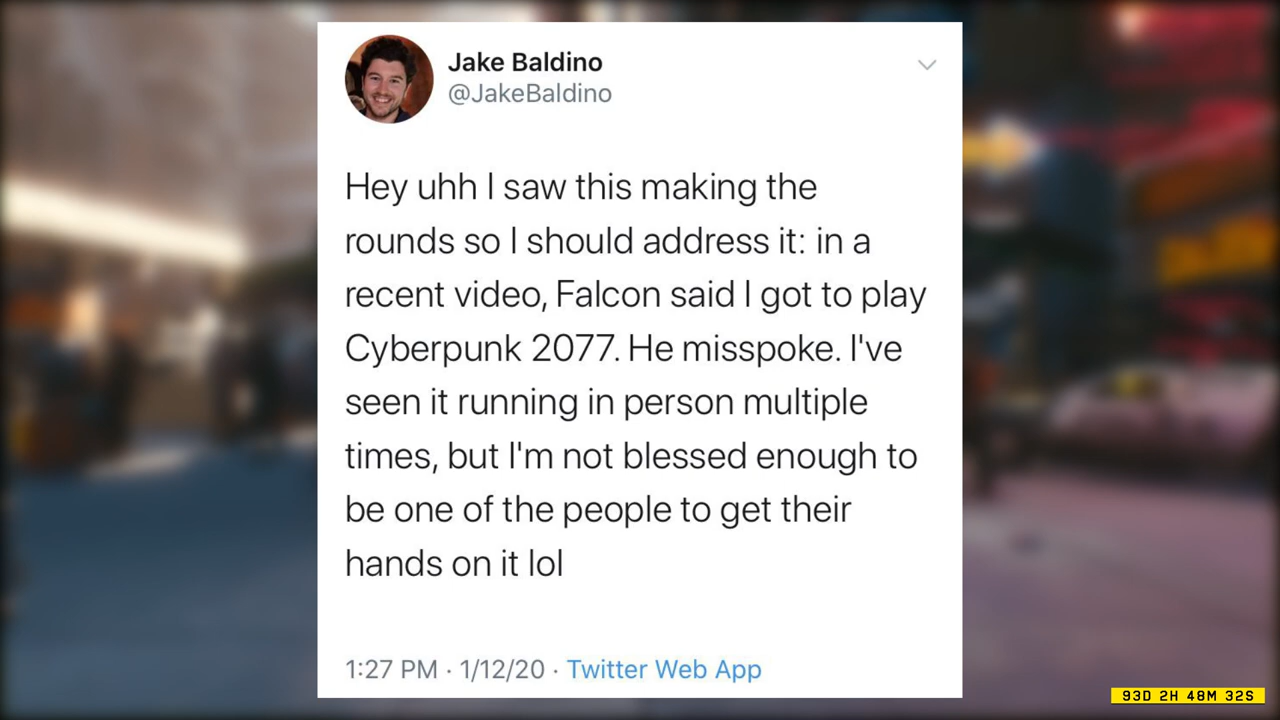 Jake Baldino
@JakeBaldino
Hey uhh I saw this making the
rounds so I should address it: in a
recent video, Falcon said I got to play
Cyberpunk 2077. He misspoke. I've
seen it running in person multiple
times, but I'm not blessed enough to
be one of the people to get their
hands on it lol
1:27 PM · 1/12/20 · Twitter Web App
93D 2H 48M 32S